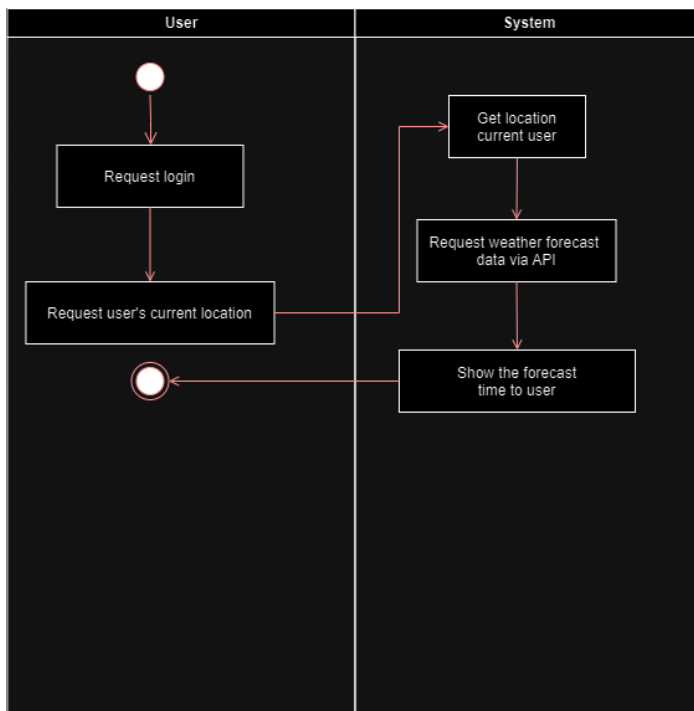 User
System
Request login
Request user's current location
Get location
current user
Request weather forecast
data via API
Show the forecast
time to user